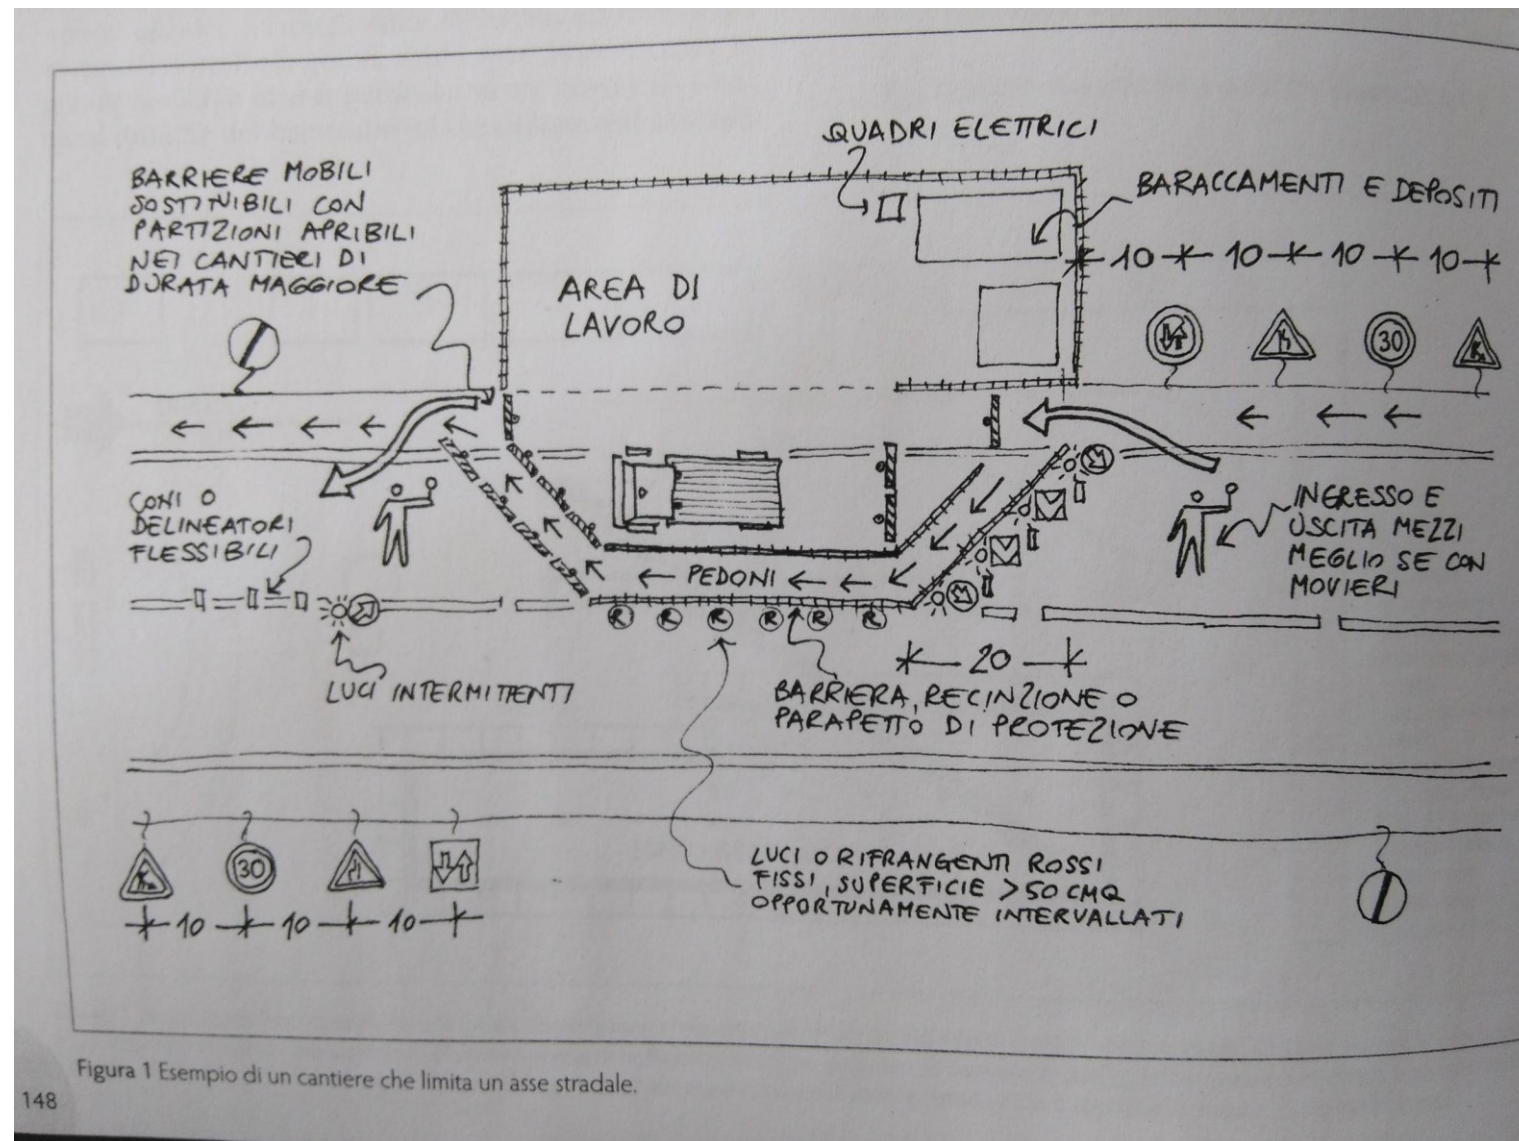 QUADRI ELETTRICI
BARRIERE MOBILI
SOSTITUIBILI CON
PARTIZIONI APRIBILI
NEI CANTIERI DI
DURATA MAGGIORE
BARACCAMENTI E DEPOSITI
10 10 10 10
AREA DI
LAVORO
30
CONI O
DELINEATORI
FLESSIBILI
INGRESSO E
USCITA MEZZI
MEGLIO SE CON
MOVIERI
PEDONI
R R R R R R
20
LUCI INTERMITTENTI
BARRIERA, RECINZIONE O
PARAPETTO DI PROTEZIONE
30
10 10 10
LUCI O RIFRANGENTI ROSSI
FISSI, SUPERFICIE > 50 CMQ
OPPORTUNAMENTE INTERVALLATI
Figura 1 Esempio di un cantiere che limita un asse stradale.
148